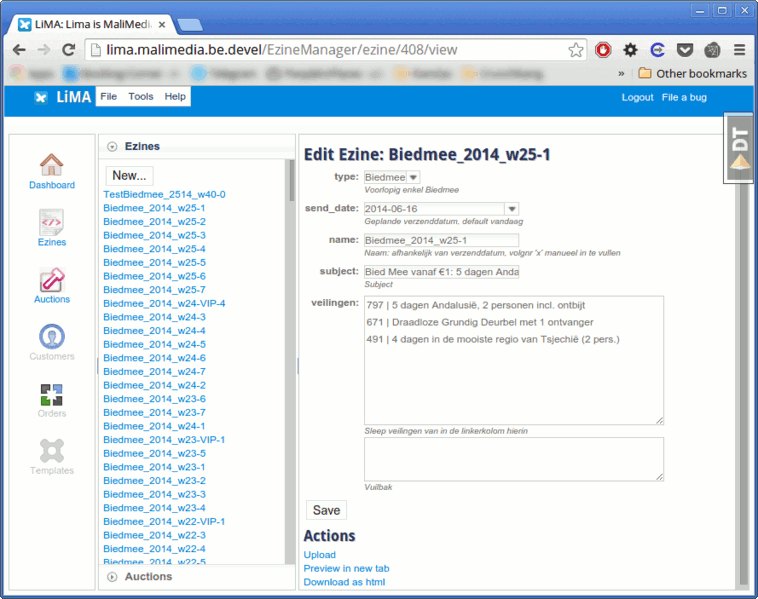 LiMA: Lima is MaliMedi
lima.malimedia.be.devel/EzineManager/ezine/408/view
» Other bookmarks
LiMA File Tools Help Logout File a bug
DT
Dashboard
Ezines
Auctions
Customers
Orders
Templates
Ezines
New...
TestBiedmee_2514_w40-0
Biedmee_2014_w25-1
Biedmee_2014_w25-2
Biedmee_2014_w25-3
Biedmee_2014_w25-4
Biedmee_2014_w25-5
Biedmee_2014_w25-6
Biedmee_2014_w25-7
Biedmee_2014_w24-VIP-4
Biedmee_2014_w24-3
Biedmee_2014_w24-4
Biedmee_2014_w24-5
Biedmee_2014_w24-6
Biedmee_2014_w24-7
Biedmee_2014_w24-2
Biedmee_2014_w23-6
Biedmee_2014_w23-7
Biedmee_2014_w24-1
Biedmee_2014_w23-VIP-1
Biedmee_2014_w23-5
Biedmee_2014_w23-1
Biedmee_2014_w23-2
Biedmee_2014_w23-3
Biedmee_2014_w23-4
Biedmee_2014_w22-VIP-1
Biedmee_2014_w22-3
Biedmee_2014_w22-4
Biedmee_2014_w22-5
Auctions
Edit Ezine: Biedmee_2014_w25-1
type: Biedmee
Voorlopig enkel Biedmee
send_date: 2014-06-16
Geplande verzenddatum, default vandaag
name: Biedmee_2014_w25-1
Naam: afhankelijk van verzenddatum, volgnr 'x' manueel in te vullen
subject: Bied Mee vanaf €1: 5 dagen Anda
Subject
veilingen: 797 | 5 dagen Andalusië, 2 personen incl. ontbijt
671 | Draadloze Grundig Deurbel met 1 ontvanger
491 | 4 dagen in de mooiste regio van Tsjechië (2 pers.)
Sleep veilingen van in de linkerkolom hierin
Vuilbak
Save
Actions
Upload
Preview in new tab
Download as html